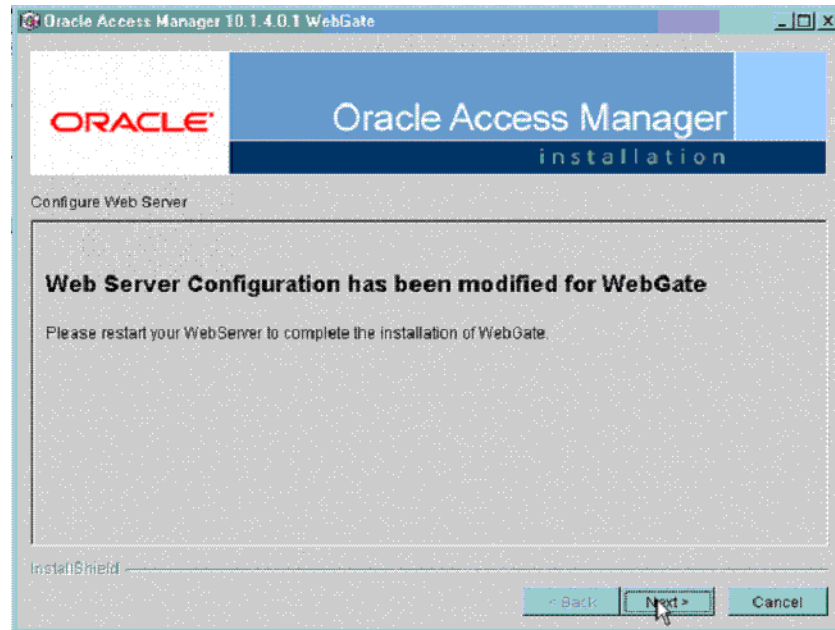 Oracle Access Manager 10.1.4.0.1 WebGate
ORACLE
Oracle Access Manager
installation
Configure Web Server
Web Server Configuration has been modified for WebGate
Please restart your WebServer to complete the installation of WebGate.
InstallShield
< Back Next > Cancel